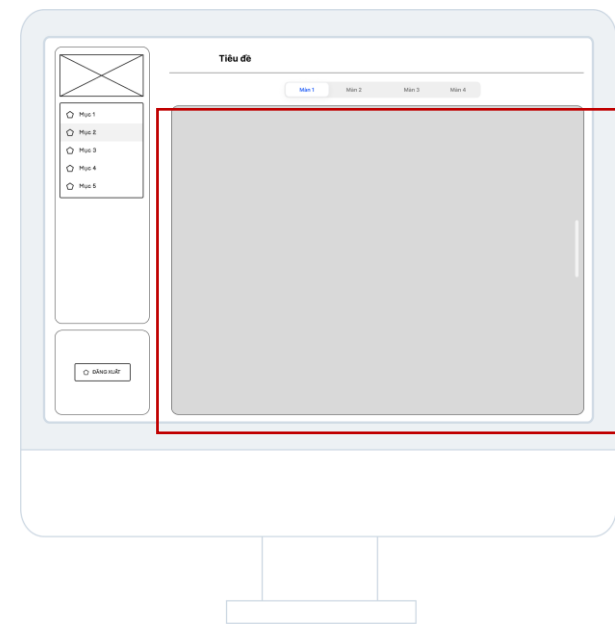 Tiêu đề
Màn 1 Màn 2 Màn 3 Màn 4
Mục 1
Mục 2
Mục 3
Mục 4
Mục 5
ĐĂNG XUẤT